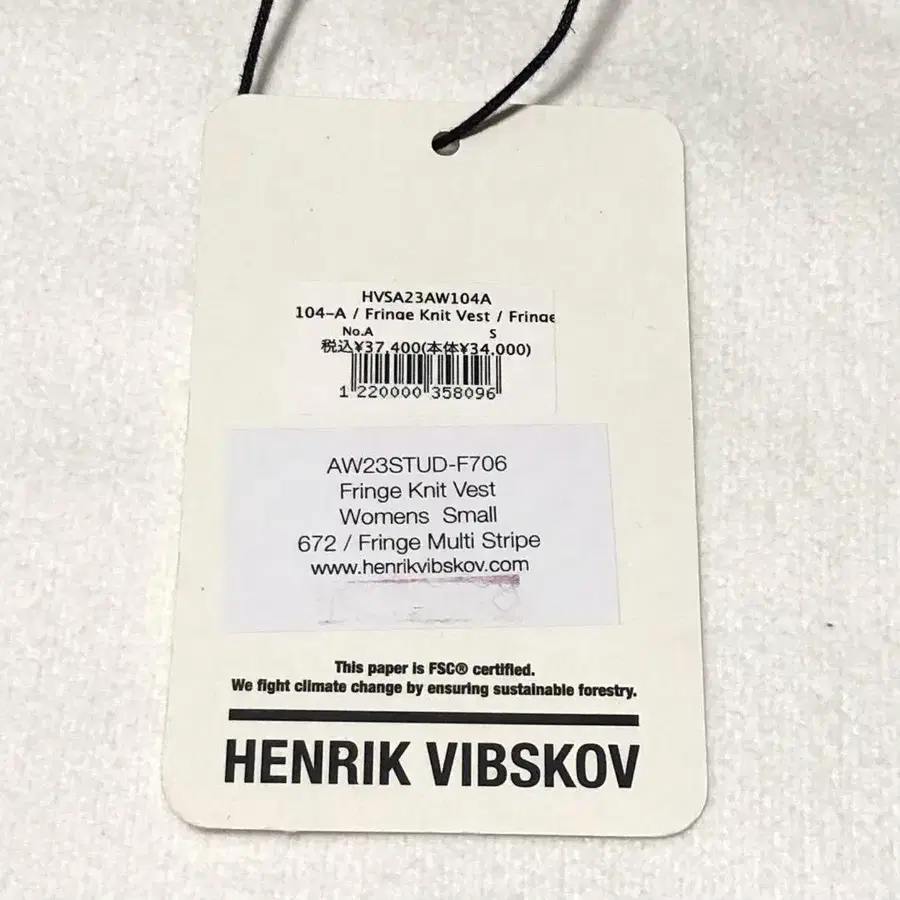 HVSA23AW104A
104-A / Fringe Knit Vest / Fringe
No.A S
税込¥37,400(本体¥34,000)
1 220000 358096
AW23STUD-F706
Fringe Knit Vest
Womens Small
672 / Fringe Multi Stripe
www.henrikvibskov.com
This paper is FSC® certified.
We fight climate change by ensuring sustainable forestry.
HENRIK VIBSKOV